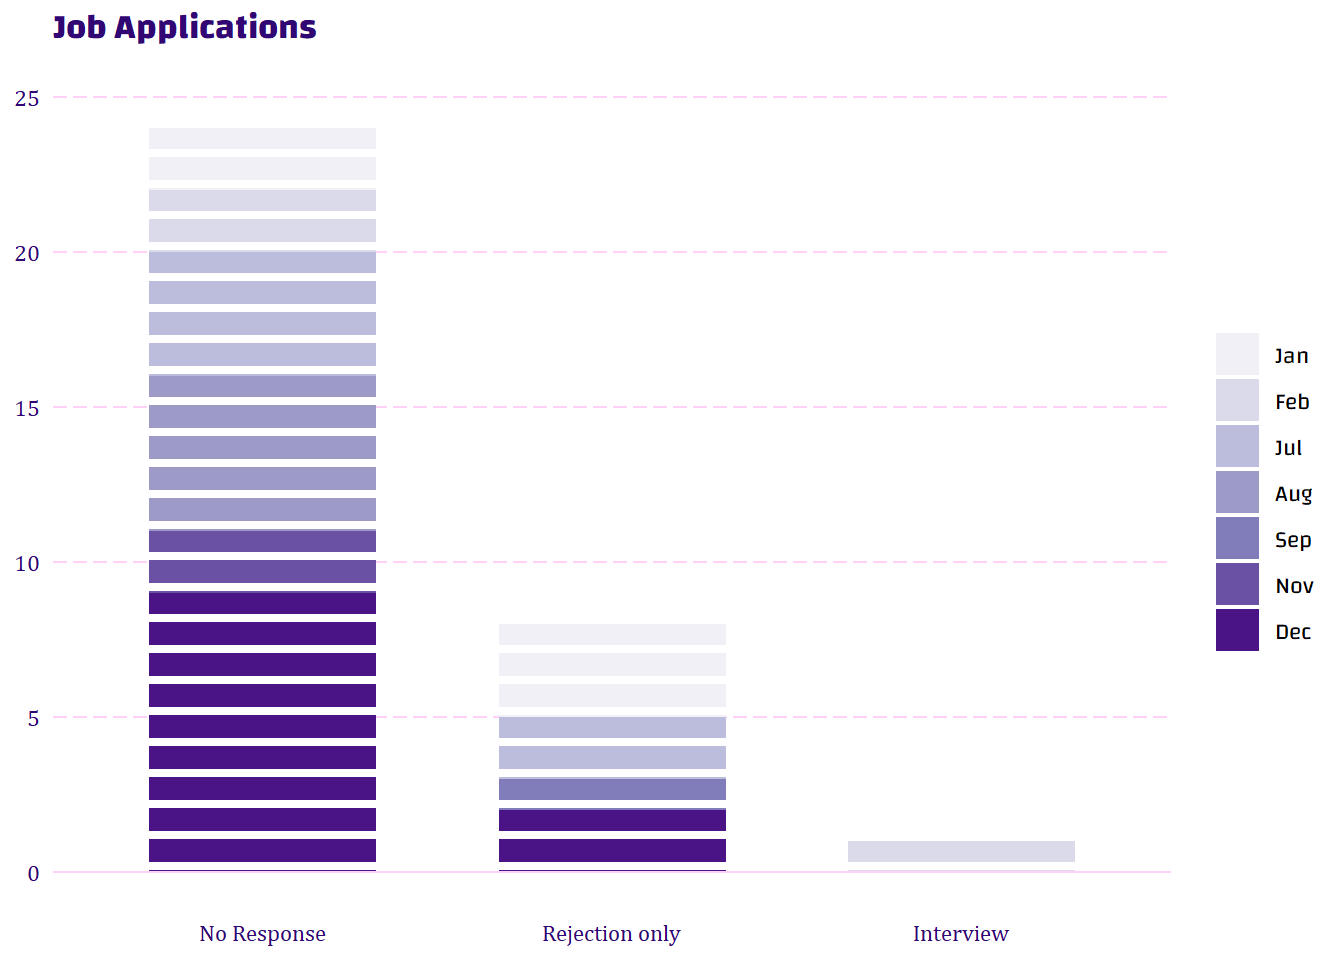 Job Applications
25
20
15
10
5
0
No Response
Rejection only
Interview
Jan
Feb
Jul
Aug
Sep
Nov
Dec